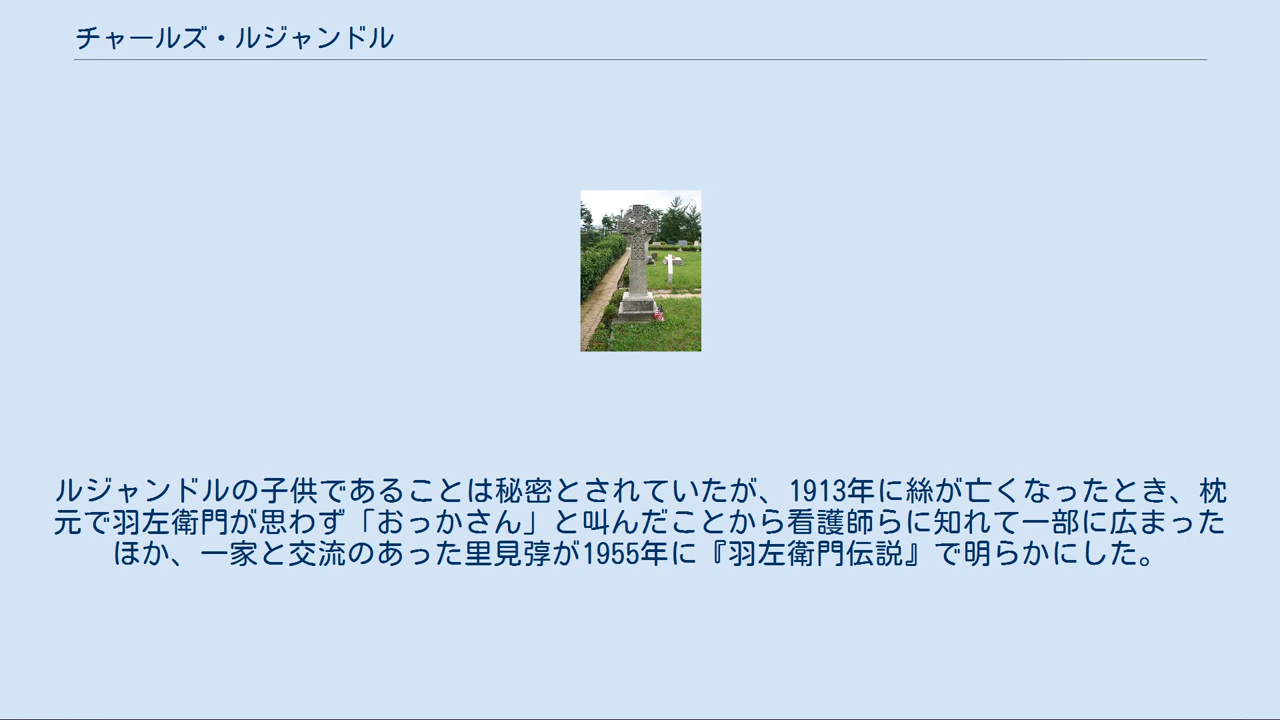 チャールズ・ルジャンドル
ルジャンドルの子供であることは秘密とされていたが、1913年に絲が亡くなったとき、枕
元で羽左衛門が思わず「おっかさん」と叫んだことから看護師らに知れて一部に広まった
ほか、一家と交流のあった里見弴が1955年に『羽左衛門伝説』で明らかにした。